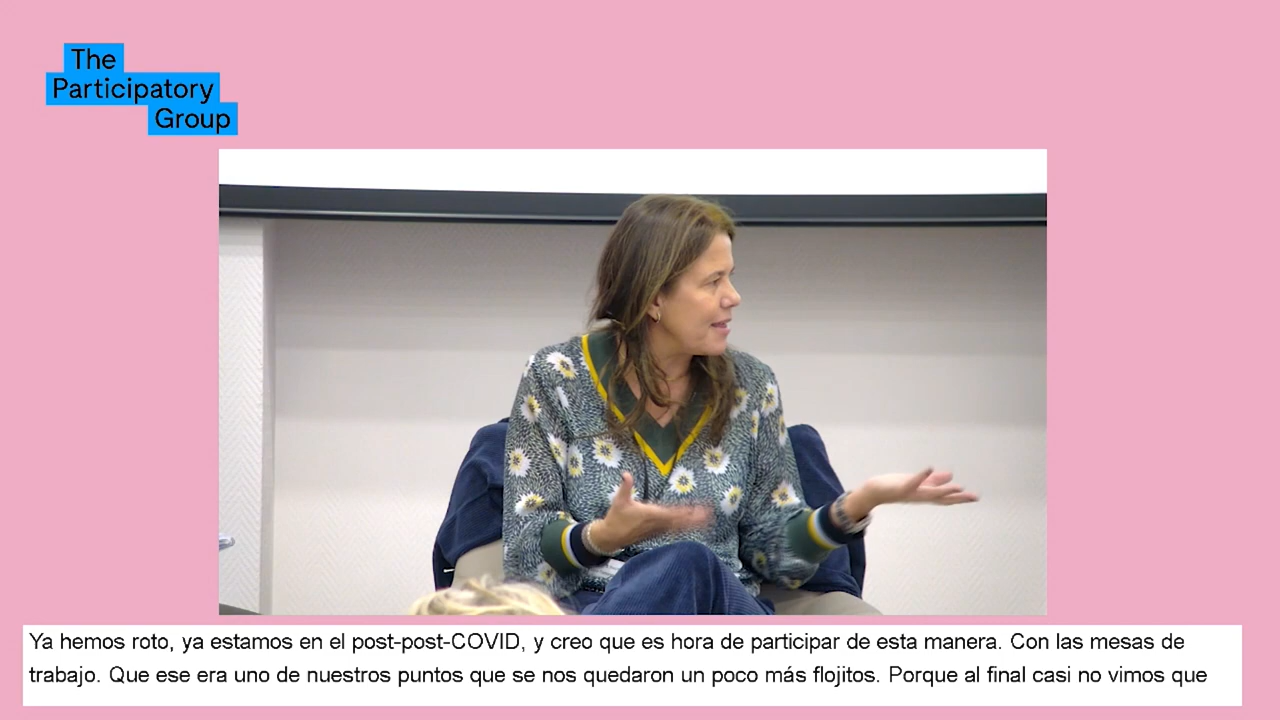 The
Participatory
Group
Ya hemos roto, ya estamos en el post-post-COVID, y creo que es hora de participar de esta manera. Con las mesas de
trabajo. Que ese era uno de nuestros puntos que se nos quedaron un poco más flojitos. Porque al final casi no vimos que